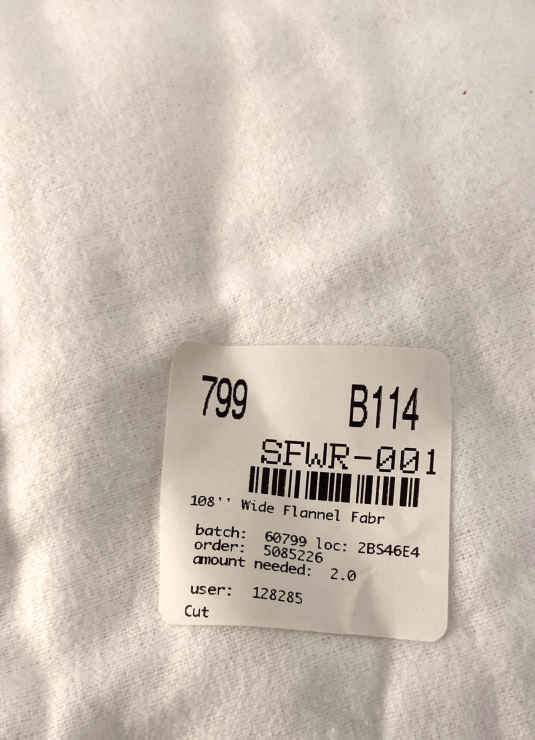 799 B114
SFWR-001
108'' Wide Flannel Fabr
batch: 60799 loc: 2BS46E4
order: 5085226
amount needed: 2.0
user: 128285
Cut